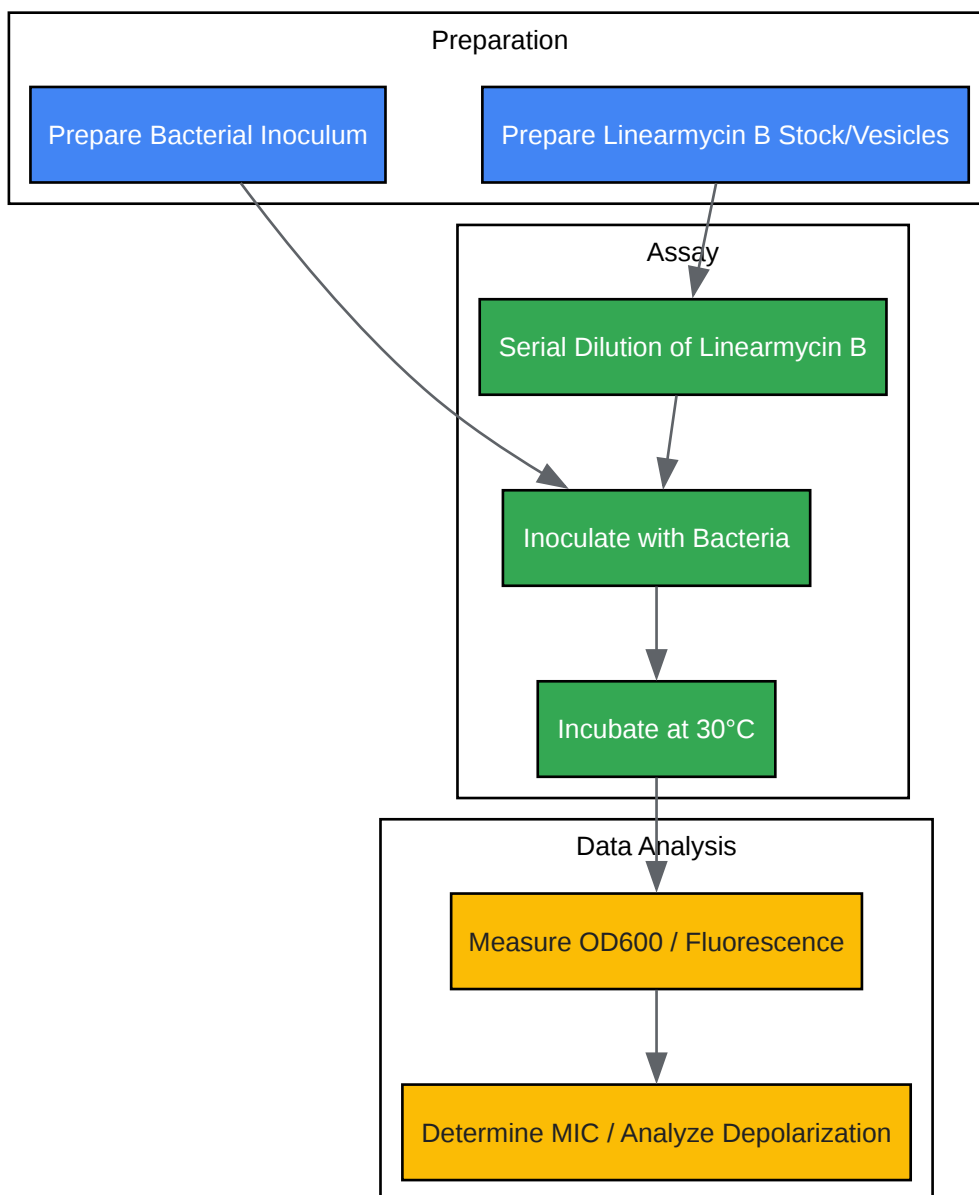 Preparation
Prepare Bacterial Inoculum
Prepare Linearmycin B Stock/Vesicles
Assay
Serial Dilution of Linearmycin B
Inoculate with Bacteria
Incubate at 30°C
Data Analysis
Measure OD600 / Fluorescence
Determine MIC / Analyze Depolarization